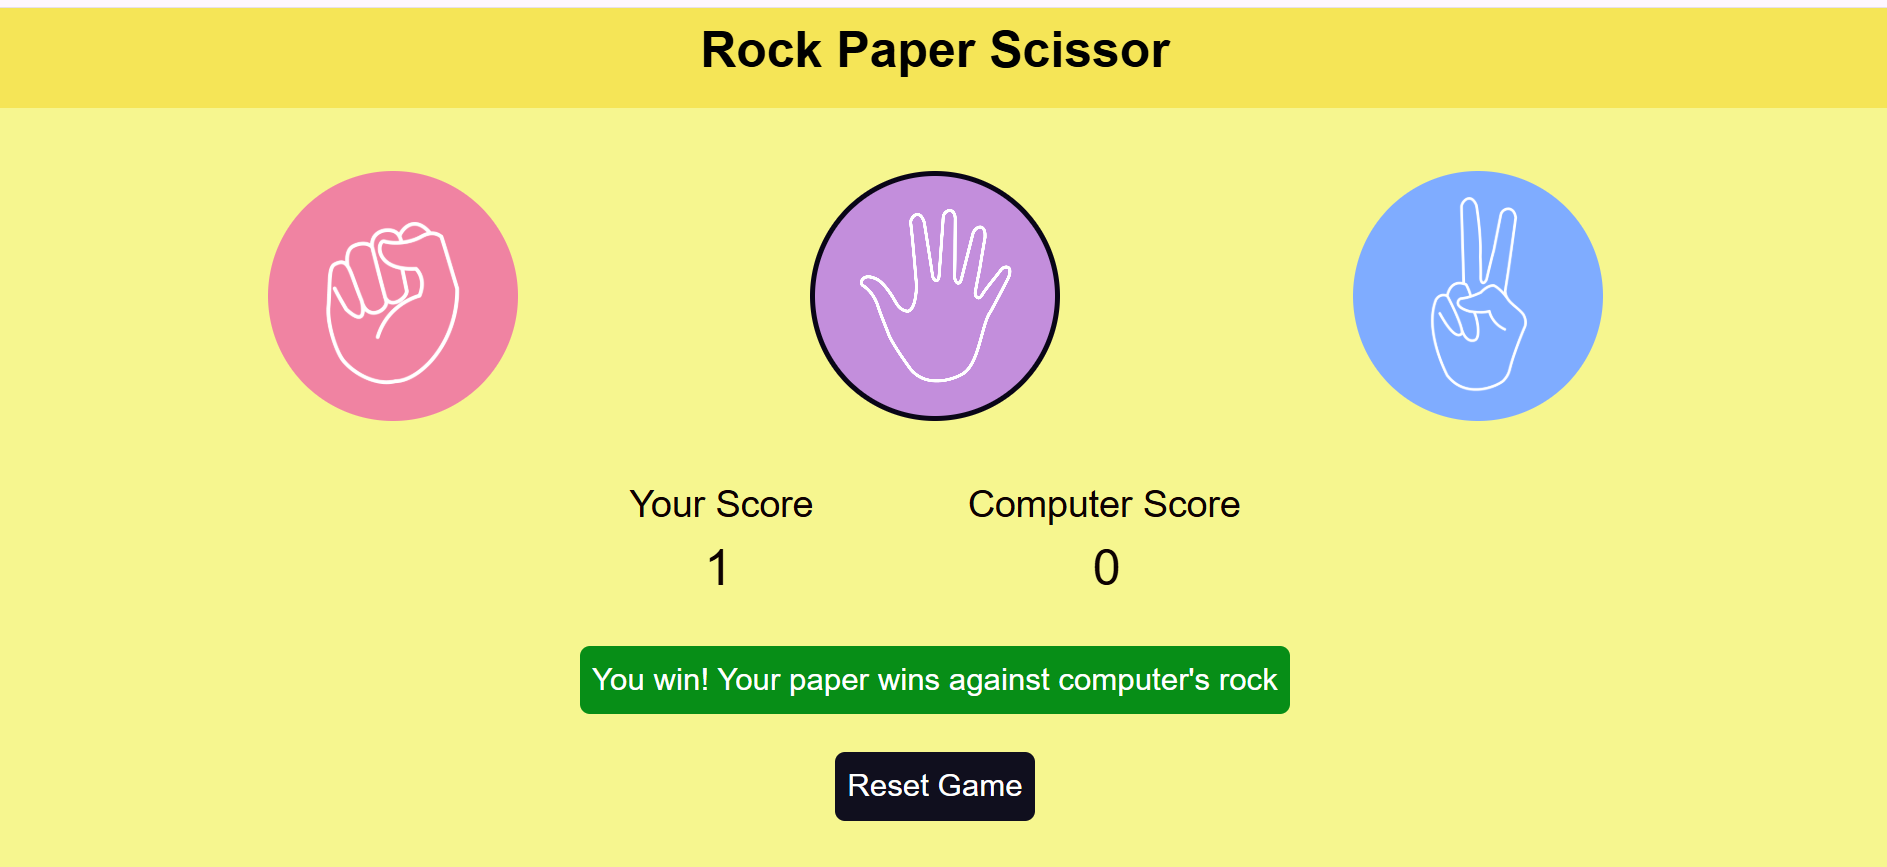 Rock Paper Scissor
Your Score
Computer Score
1
0
You win! Your paper wins against computer's rock
Reset Game